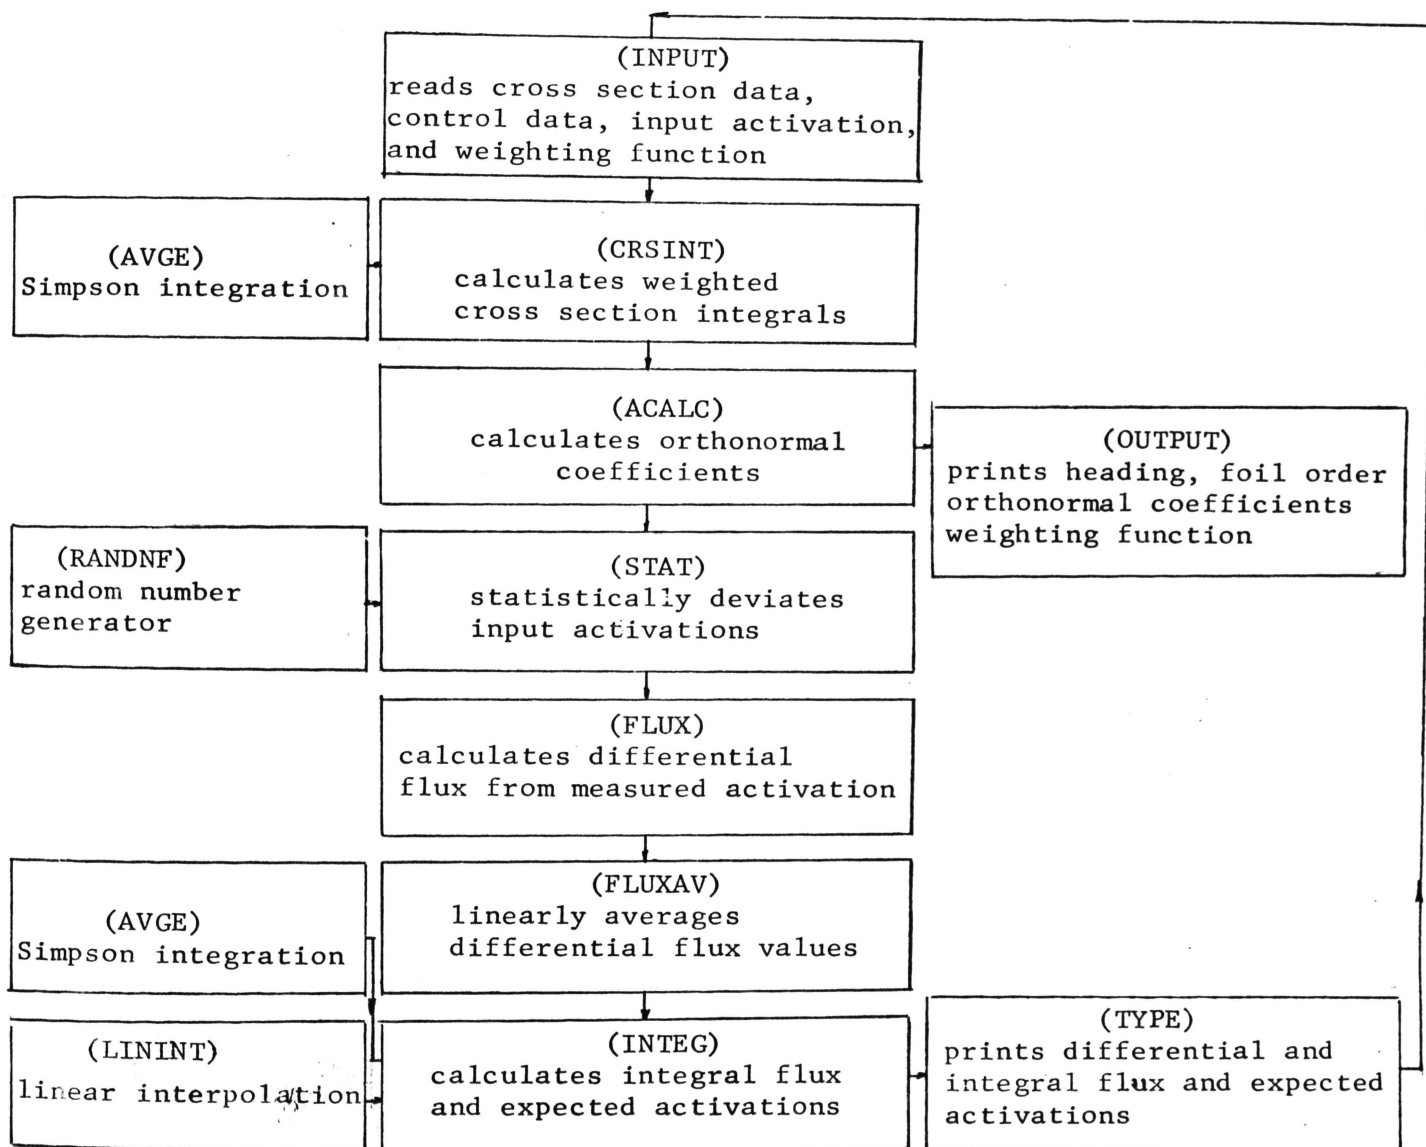 (INPUT)
reads cross section data,
control data, input activation,
and weighting function
(AVGE)
Simpson integration
(CRSINT)
calculates weighted
cross section integrals
(ACALC)
calculates orthonormal
coefficients
(OUTPUT)
prints heading, foil order
orthonormal coefficients
weighting function
(RANDNF)
random number
generator
(STAT)
statistically deviates
input activations
(FLUX)
calculates differential
flux from measured activation
(AVGE)
Simpson integration
(FLUXAV)
linearly averages
differential flux values
(LININT)
linear interpolation
(INTEG)
calculates integral flux
and expected activations
(TYPE)
prints differential and
integral flux and expected
activations